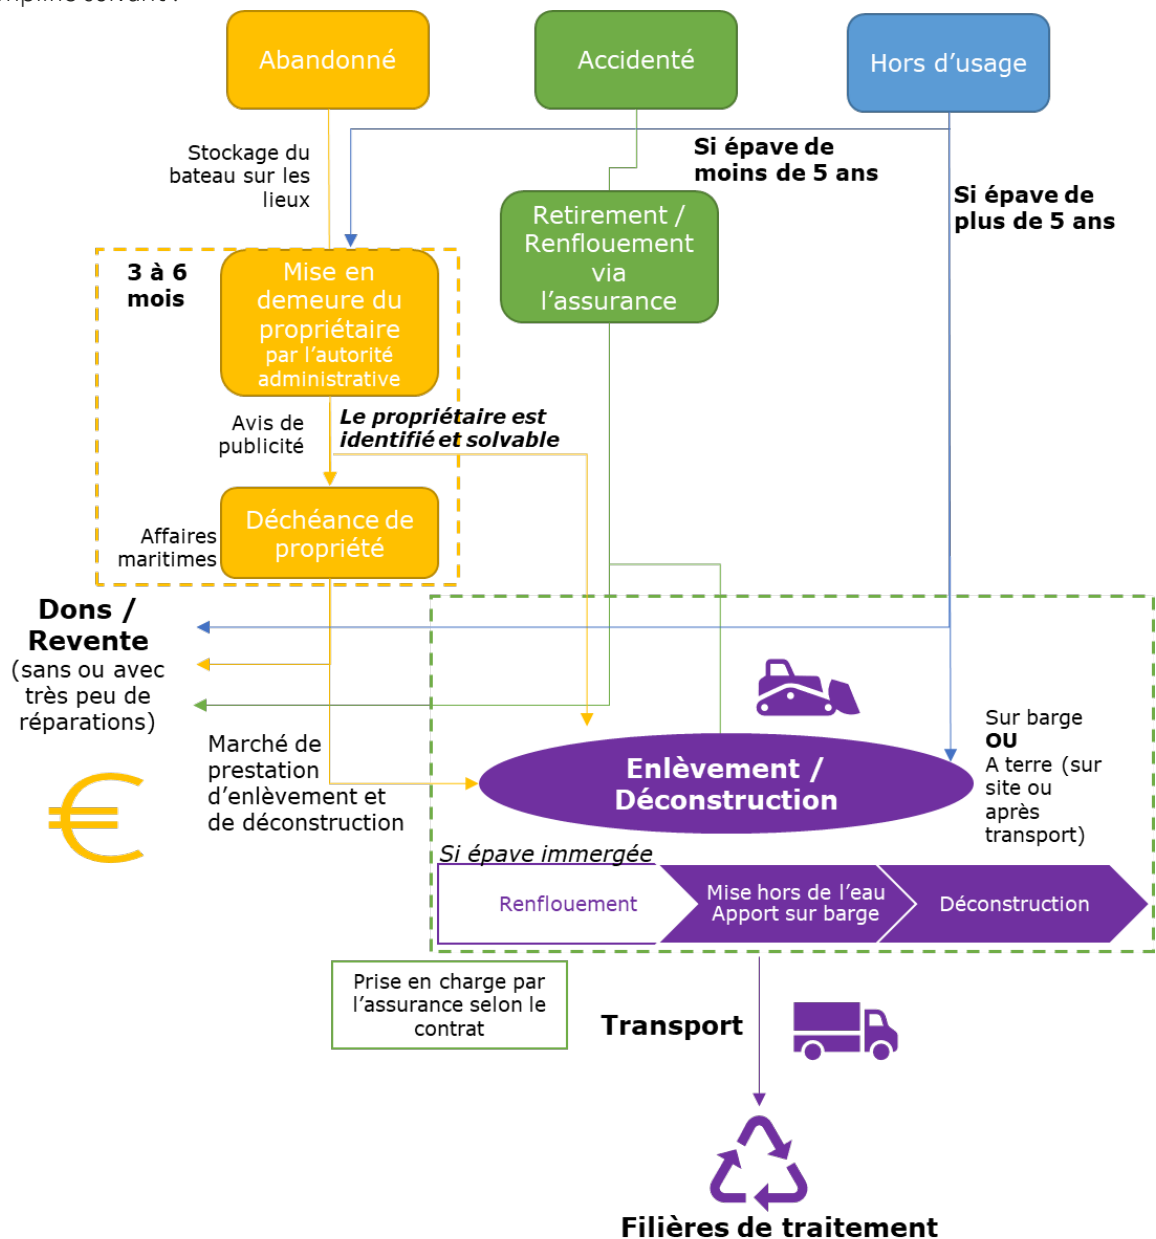 Abandonné
Accidenté
Hors d’usage
Stockage du
bateau sur les
lieux
Si épave de
moins de 5 ans
Si épave de
plus de 5 ans
Retirement /
Renflouement
via
l’assurance
3 à 6
mois
Mise en
demeure du
propriétaire
par l’autorité
administrative
Avis de
publicité
Le propriétaire est
identifié et solvable
Affaires
maritimes
Déchéance de
propriété
Dons /
Revente
(sans ou avec
très peu de
réparations)
Marché de
prestation
d’enlèvement et
de déconstruction
Enlèvement /
Déconstruction
Sur barge
OU
A terre (sur
site ou
après
transport)
Si épave immergée
Renflouement
Mise hors de l’eau
Apport sur barge
Déconstruction
Prise en charge par
l’assurance selon le
contrat
Transport
Filières de traitement